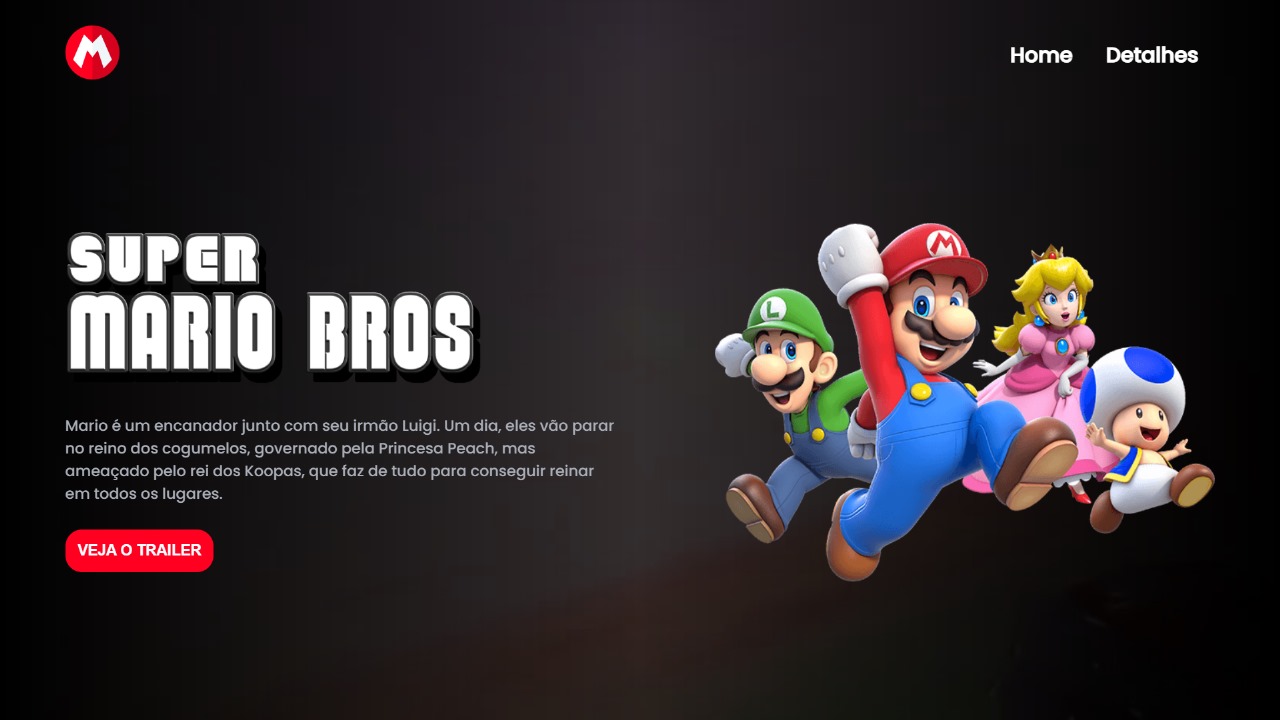 M
Home Detalhes
SUPER
MARIO BROS
M
L
Mario é um encanador junto com seu irmão Luigi. Um dia, eles vão parar
no reino dos cogumelos, governado pela Princesa Peach, mas
ameaçado pelo rei dos Koopas, que faz de tudo para conseguir reinar
em todos os lugares.
VEJA O TRAILER